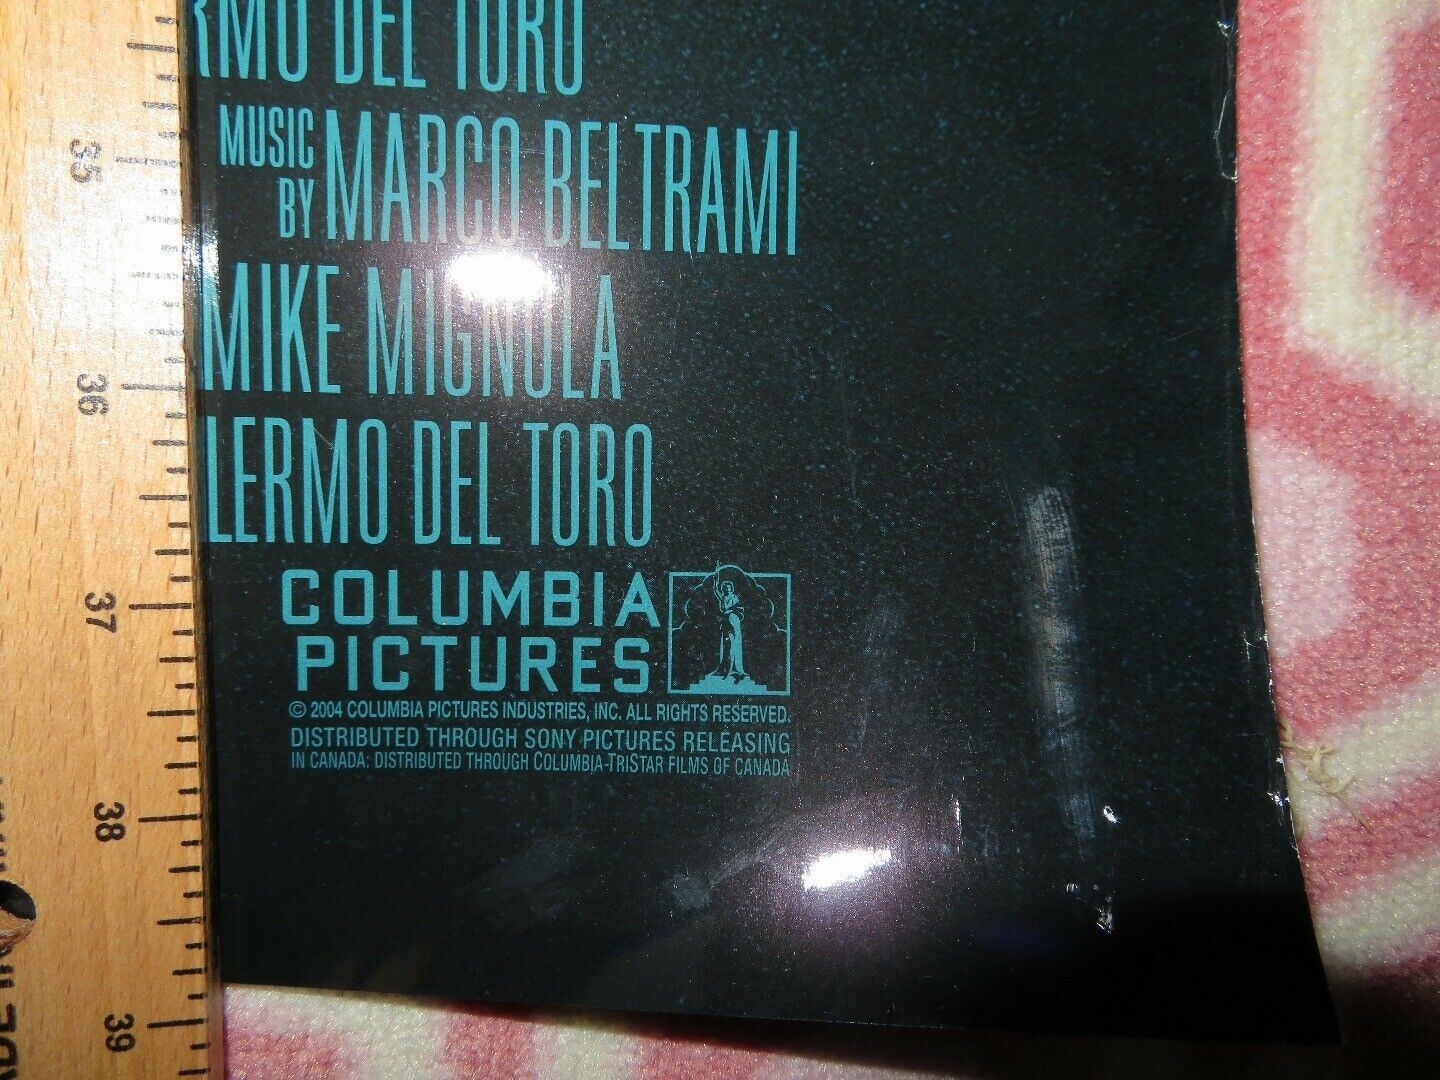 RMO DEL TORO
MUSIC BY MARCO BELTRAMI
MIKE MIGNOLA
LERMO DEL TORO
COLUMBIA
PICTURES
© 2004 COLUMBIA PICTURES INDUSTRIES, INC. ALL RIGHTS RESERVED.
DISTRIBUTED THROUGH SONY PICTURES RELEASING
IN CANADA: DISTRIBUTED THROUGH COLUMBIA-TRISTAR FILMS OF CANADA
35
36
37
38
39